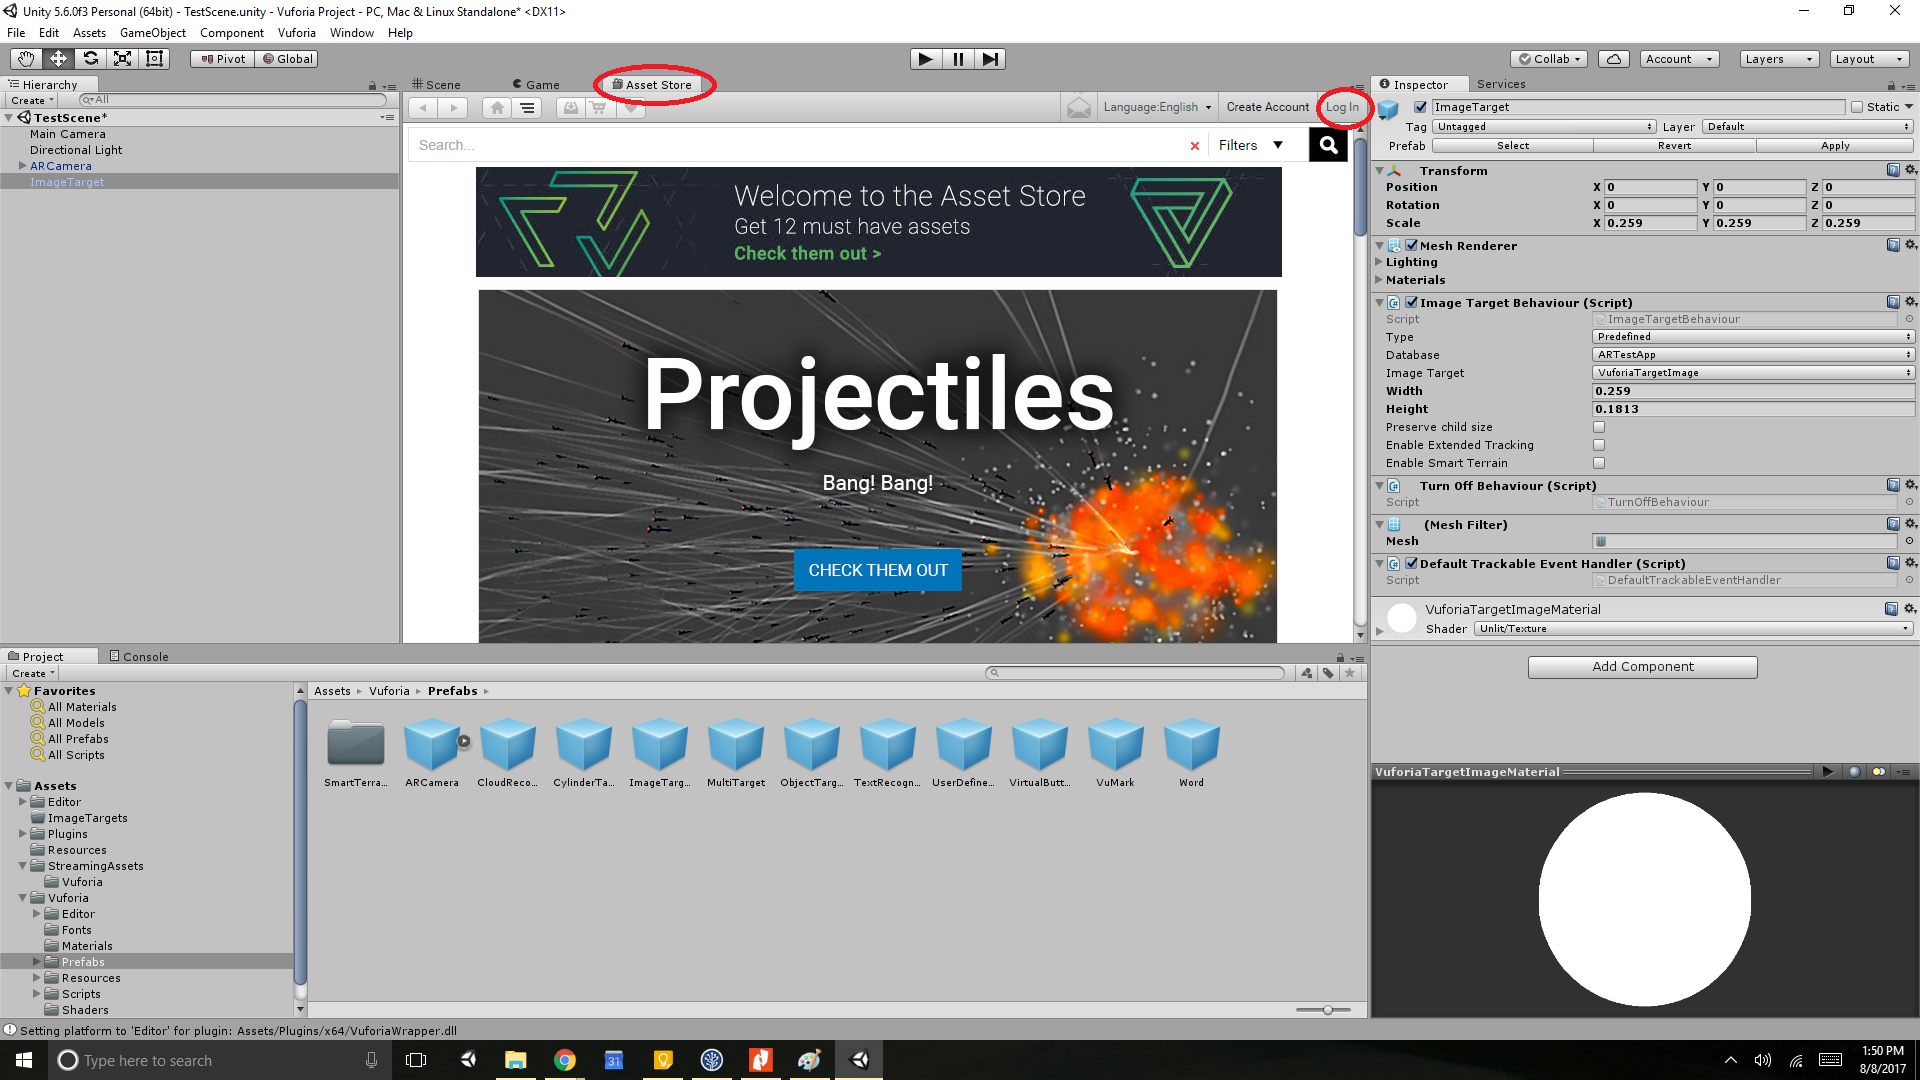 Unity 5.6.0f3 Personal (64bit) - TestScene.unity - Vuforia Project - PC, Mac & Linux Standalone* <DX11>
File Edit Assets GameObject Component Vuforia Window Help
Pivot Global Collab Account Layers Layout
Hierarchy
Create All
TestScene*
Main Camera
Directional Light
ARCamera
ImageTarget
Scene Game Asset Store
Language:English Create Account Log In
Search... Filters
Welcome to the Asset Store
Get 12 must have assets
Check them out >
Projectiles
Bang! Bang!
CHECK THEM OUT
Inspector Services
ImageTarget Static
Tag Untagged Layer Default
Prefab Select Revert Apply
Transform
Position X 0 Y 0 Z 0
Rotation X 0 Y 0 Z 0
Scale X 0.259 Y 0.259 Z 0.259
Mesh Renderer
Lighting
Materials
Image Target Behaviour (Script)
Script ImageTargetBehaviour
Type Predefined
Database ARTestApp
Image Target VuforiaTargetImage
Width 0.259
Height 0.1813
Preserve child size
Enable Extended Tracking
Enable Smart Terrain
Turn Off Behaviour (Script)
Script TurnOffBehaviour
(Mesh Filter)
Mesh
Default Trackable Event Handler (Script)
Script DefaultTrackableEventHandler
VuforiaTargetImageMaterial
Shader Unlit/Texture
Add Component
VuforiaTargetImageMaterial
Project Console
Create
Favorites
All Materials
All Models
All Prefabs
All Scripts
Assets
Editor
ImageTargets
Plugins
Resources
StreamingAssets
Vuforia
Vuforia
Editor
Fonts
Materials
Prefabs
Resources
Scripts
Shaders
Assets Vuforia Prefabs
SmartTerra... ARCamera CloudReco... CylinderTa... ImageTarg... MultiTarget ObjectTarg... TextRecogn... UserDefine... VirtualButt... VuMark Word
Setting platform to 'Editor' for plugin: Assets/Plugins/x64/VuforiaWrapper.dll
Type here to search
31
1:50 PM
8/8/2017